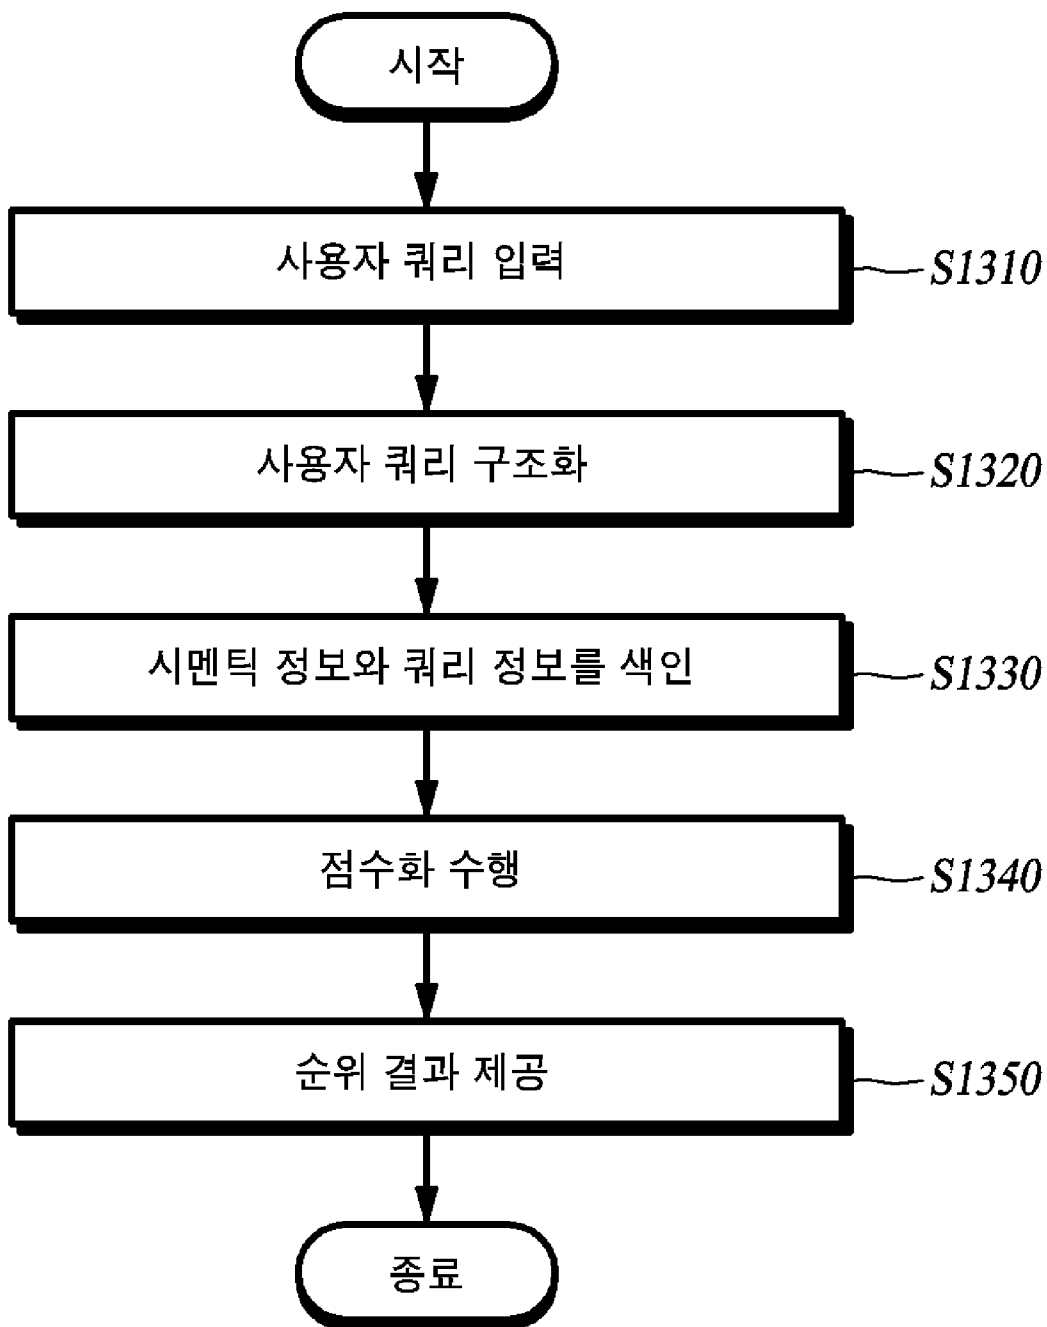 시작
사용자 쿼리 입력
S1310
사용자 쿼리 구조화
S1320
시멘틱 정보와 쿼리 정보를 색인
S1330
점수화 수행
S1340
순위 결과 제공
S1350
종료